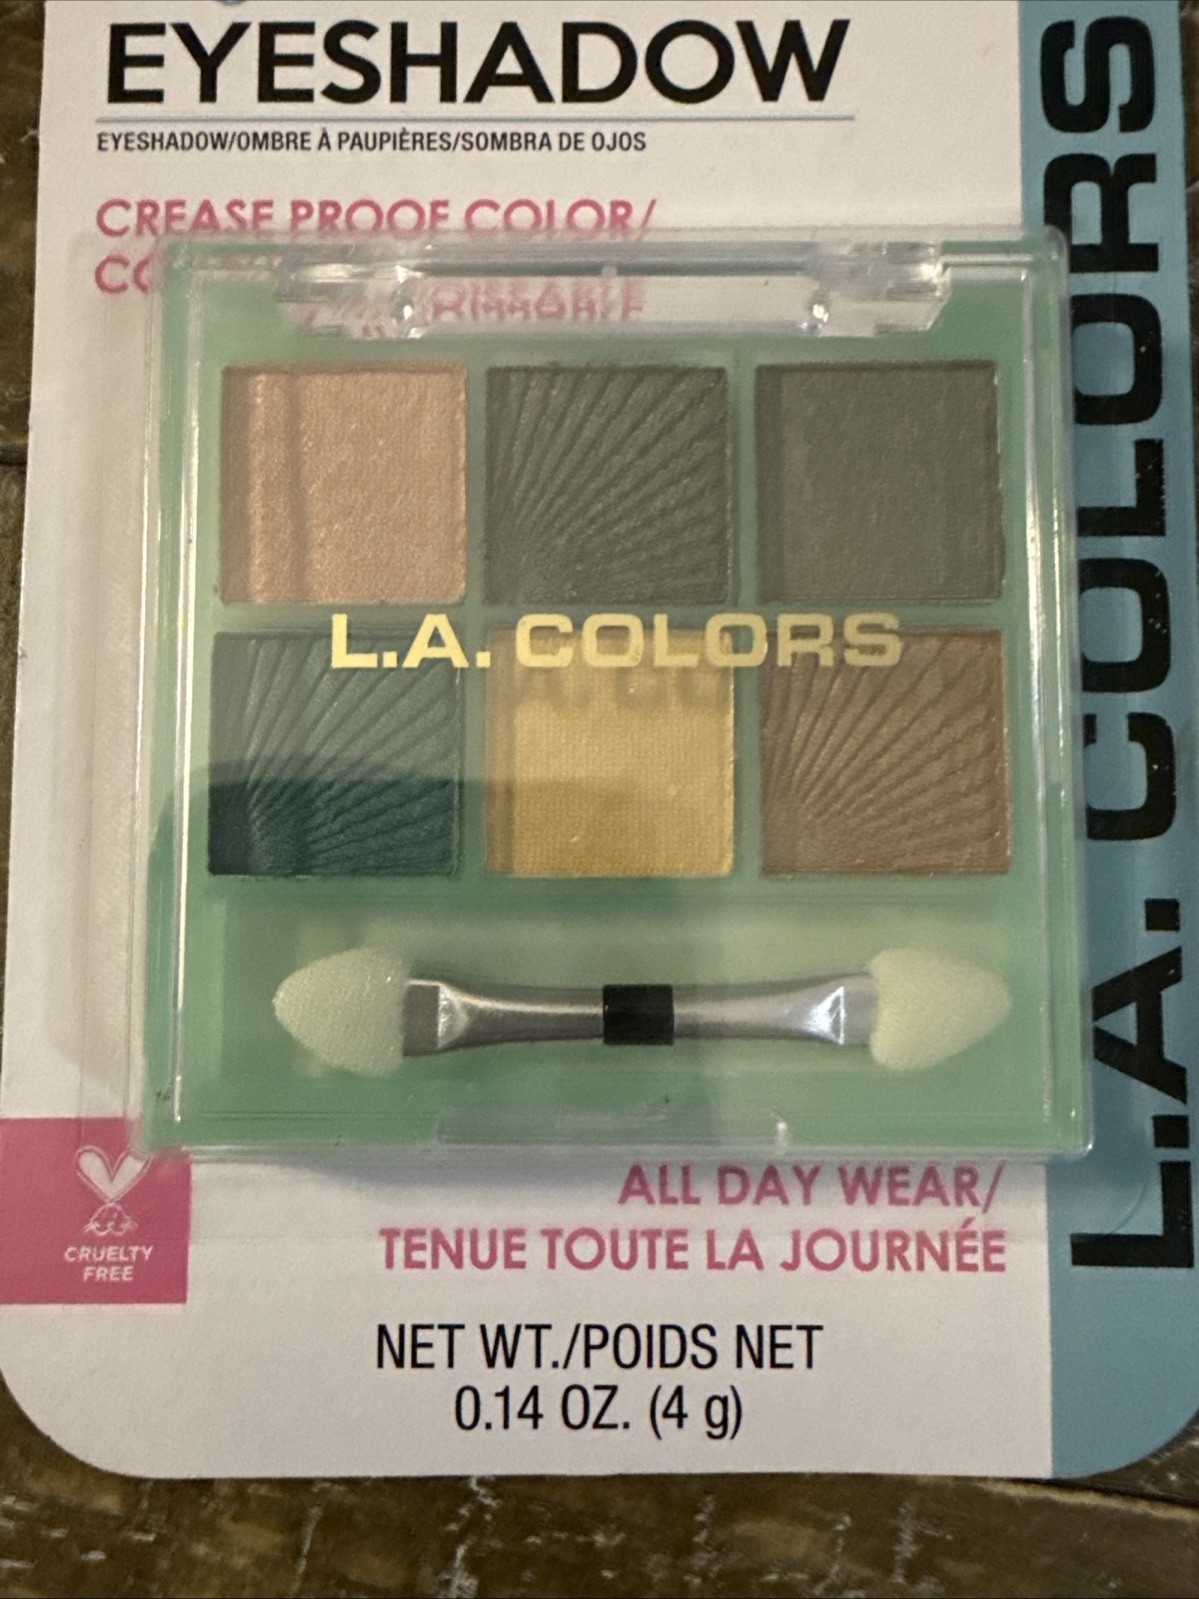 EYESHADOW
EYESHADOW/OMBRE À PAUPIÈRES/SOMBRA DE OJOS
CREASE PROOF COLOR/
L.A. COLORS
L.A. COLORS
CRUELTY
FREE
ALL DAY WEAR/
TENUE TOUTE LA JOURNÉE
NET WT./POIDS NET
0.14 OZ. (4 g)